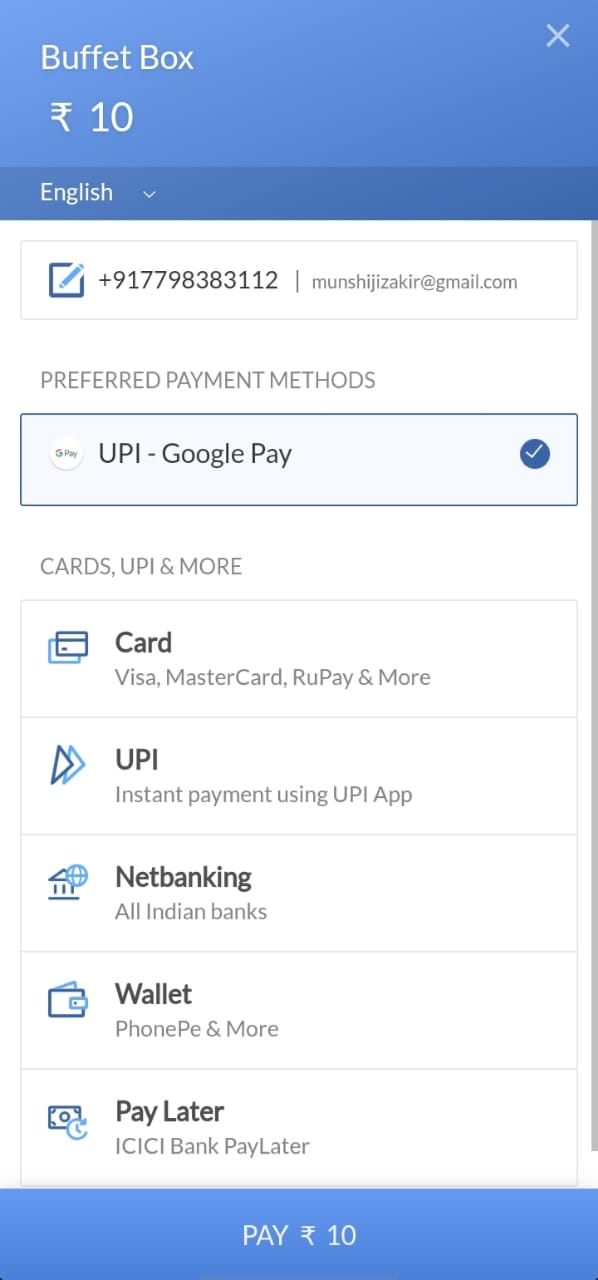 Buffet Box
₹ 10
English
+917798383112 | munshijizakir@gmail.com
PREFERRED PAYMENT METHODS
G Pay UPI - Google Pay
CARDS, UPI & MORE
Card
Visa, MasterCard, RuPay & More
UPI
Instant payment using UPI App
Netbanking
All Indian banks
Wallet
PhonePe & More
Pay Later
ICICI Bank PayLater
PAY ₹ 10